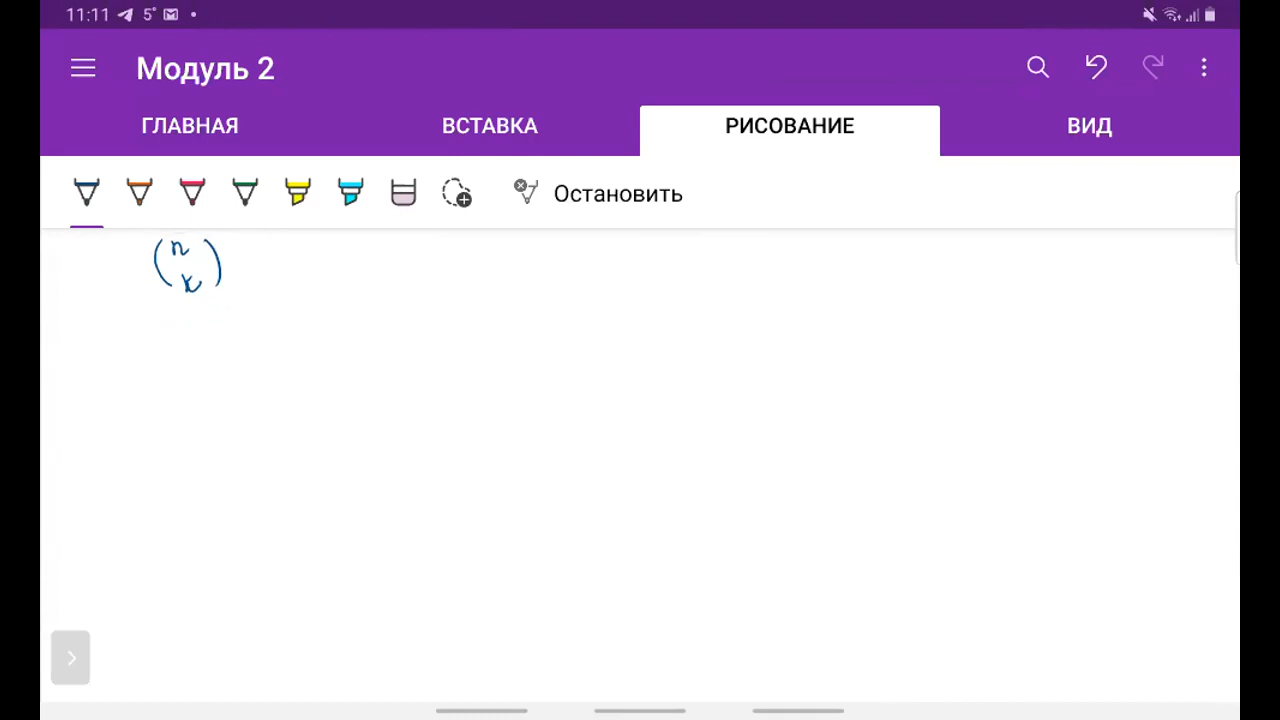 11:11 5°
Модуль 2
ГЛАВНАЯ ВСТАВКА РИСОВАНИЕ ВИД
Остановить
(n
k)